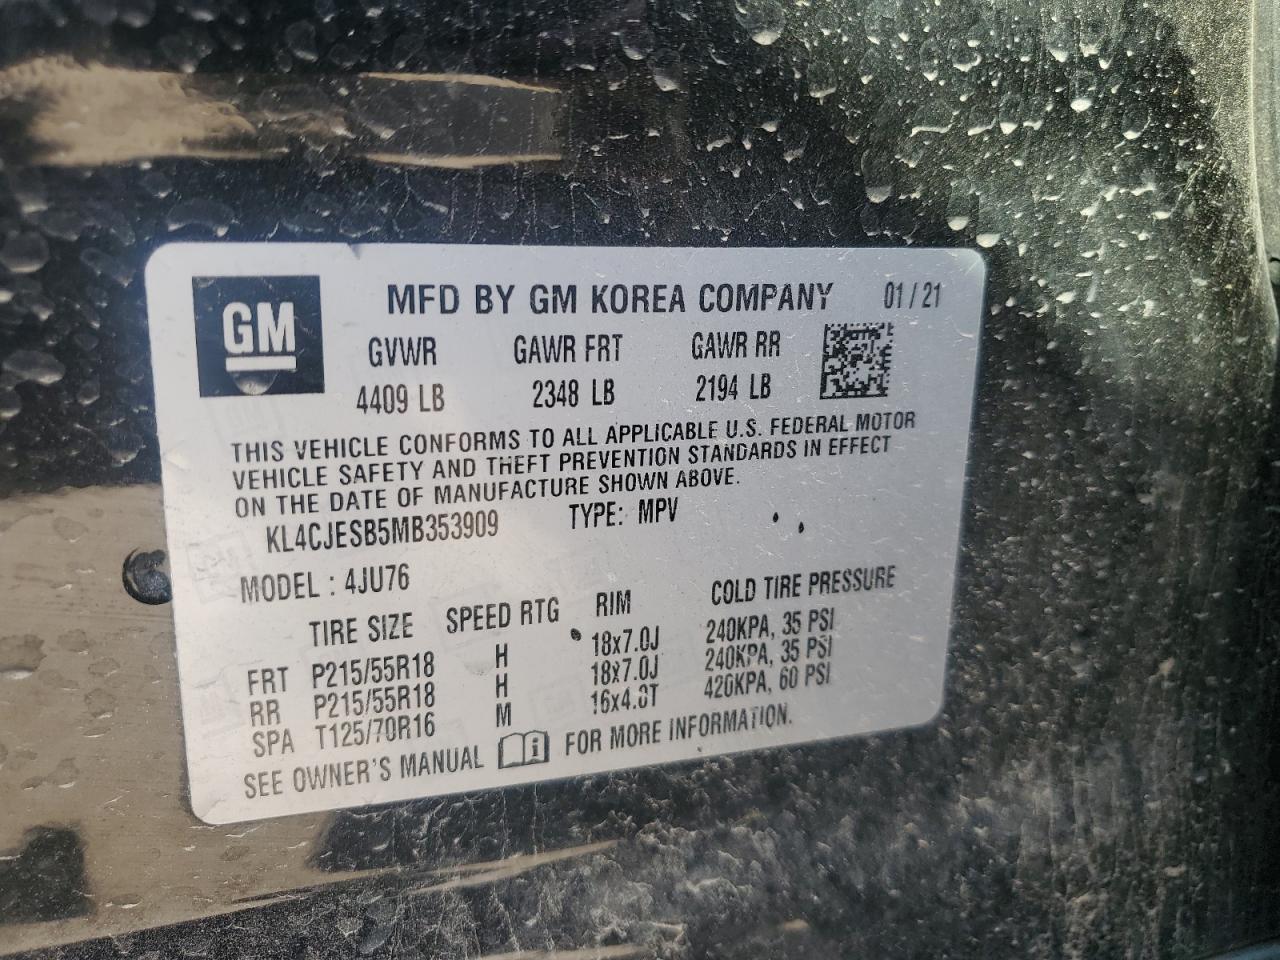 GM MFD BY GM KOREA COMPANY 01/21
GVWR GAWR FRT GAWR RR
4409 LB 2348 LB 2194 LB
THIS VEHICLE CONFORMS TO ALL APPLICABLE U.S. FEDERAL MOTOR
VEHICLE SAFETY AND THEFT PREVENTION STANDARDS IN EFFECT
ON THE DATE OF MANUFACTURE SHOWN ABOVE.
KL4CJESB5MB353909 TYPE: MPV
MODEL : 4JU76
TIRE SIZE SPEED RTG RIM COLD TIRE PRESSURE
FRT P215/55R18 H 18x7.0J 240KPA, 35 PSI
RR P215/55R18 H 18x7.0J 240KPA, 35 PSI
SPA T125/70R16 M 16x4.0T 420KPA, 60 PSI
SEE OWNER'S MANUAL FOR MORE INFORMATION.